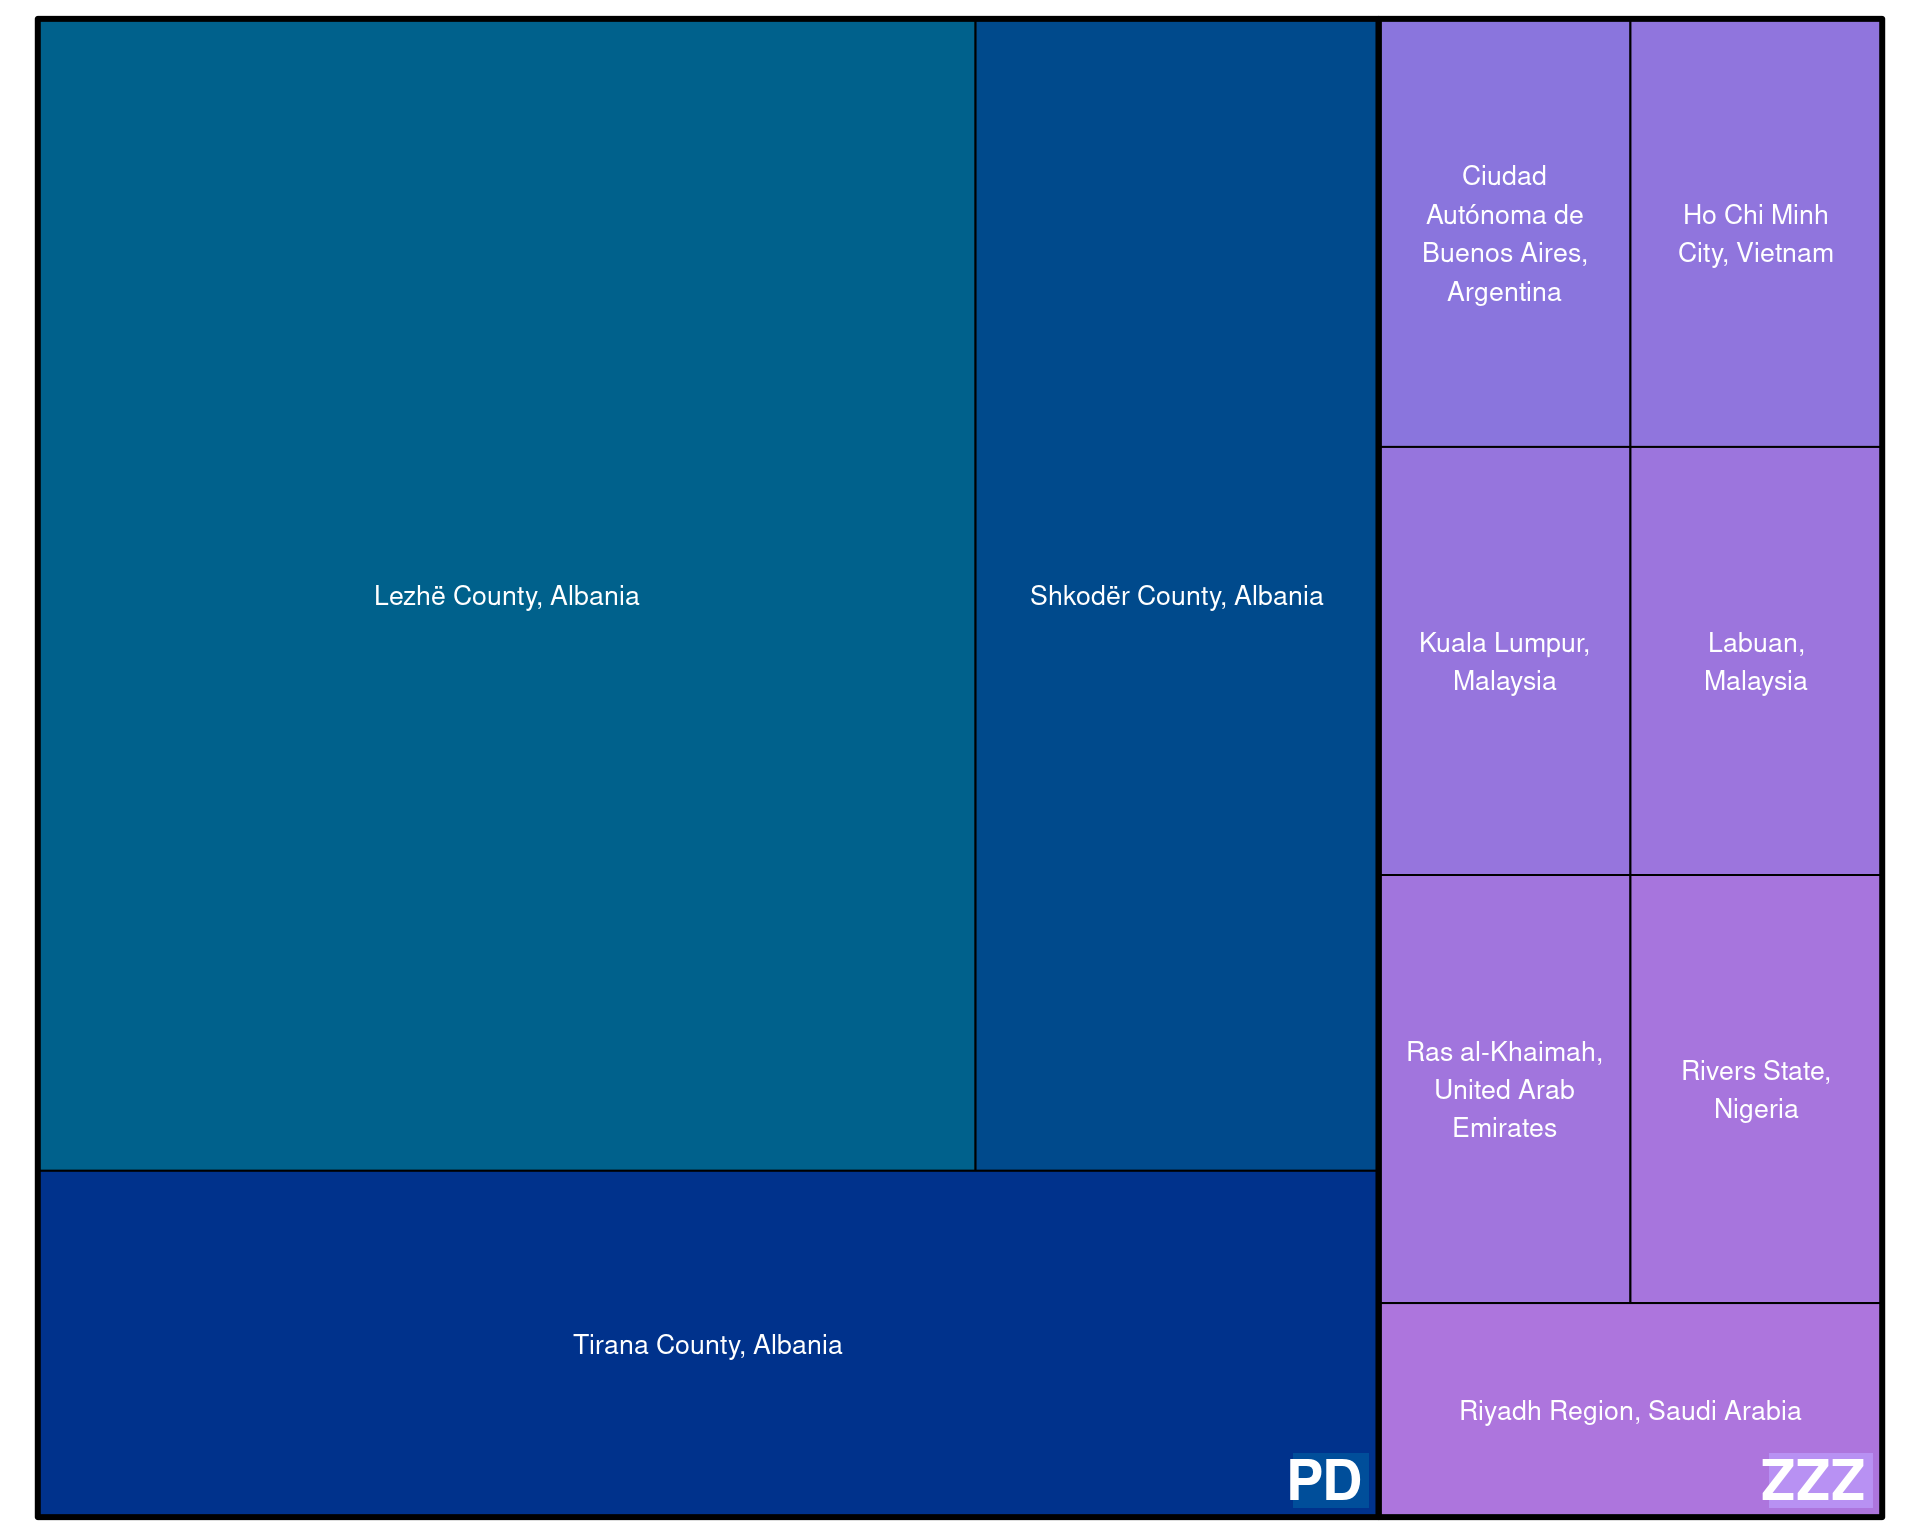 Lezhë County, Albania
Shkodër County, Albania
Tirana County, Albania
PD
Ciudad
Autónoma de
Buenos Aires,
Argentina
Ho Chi Minh
City, Vietnam
Kuala Lumpur,
Malaysia
Labuan,
Malaysia
Ras al-Khaimah,
United Arab
Emirates
Rivers State,
Nigeria
Riyadh Region, Saudi Arabia
ZZZ